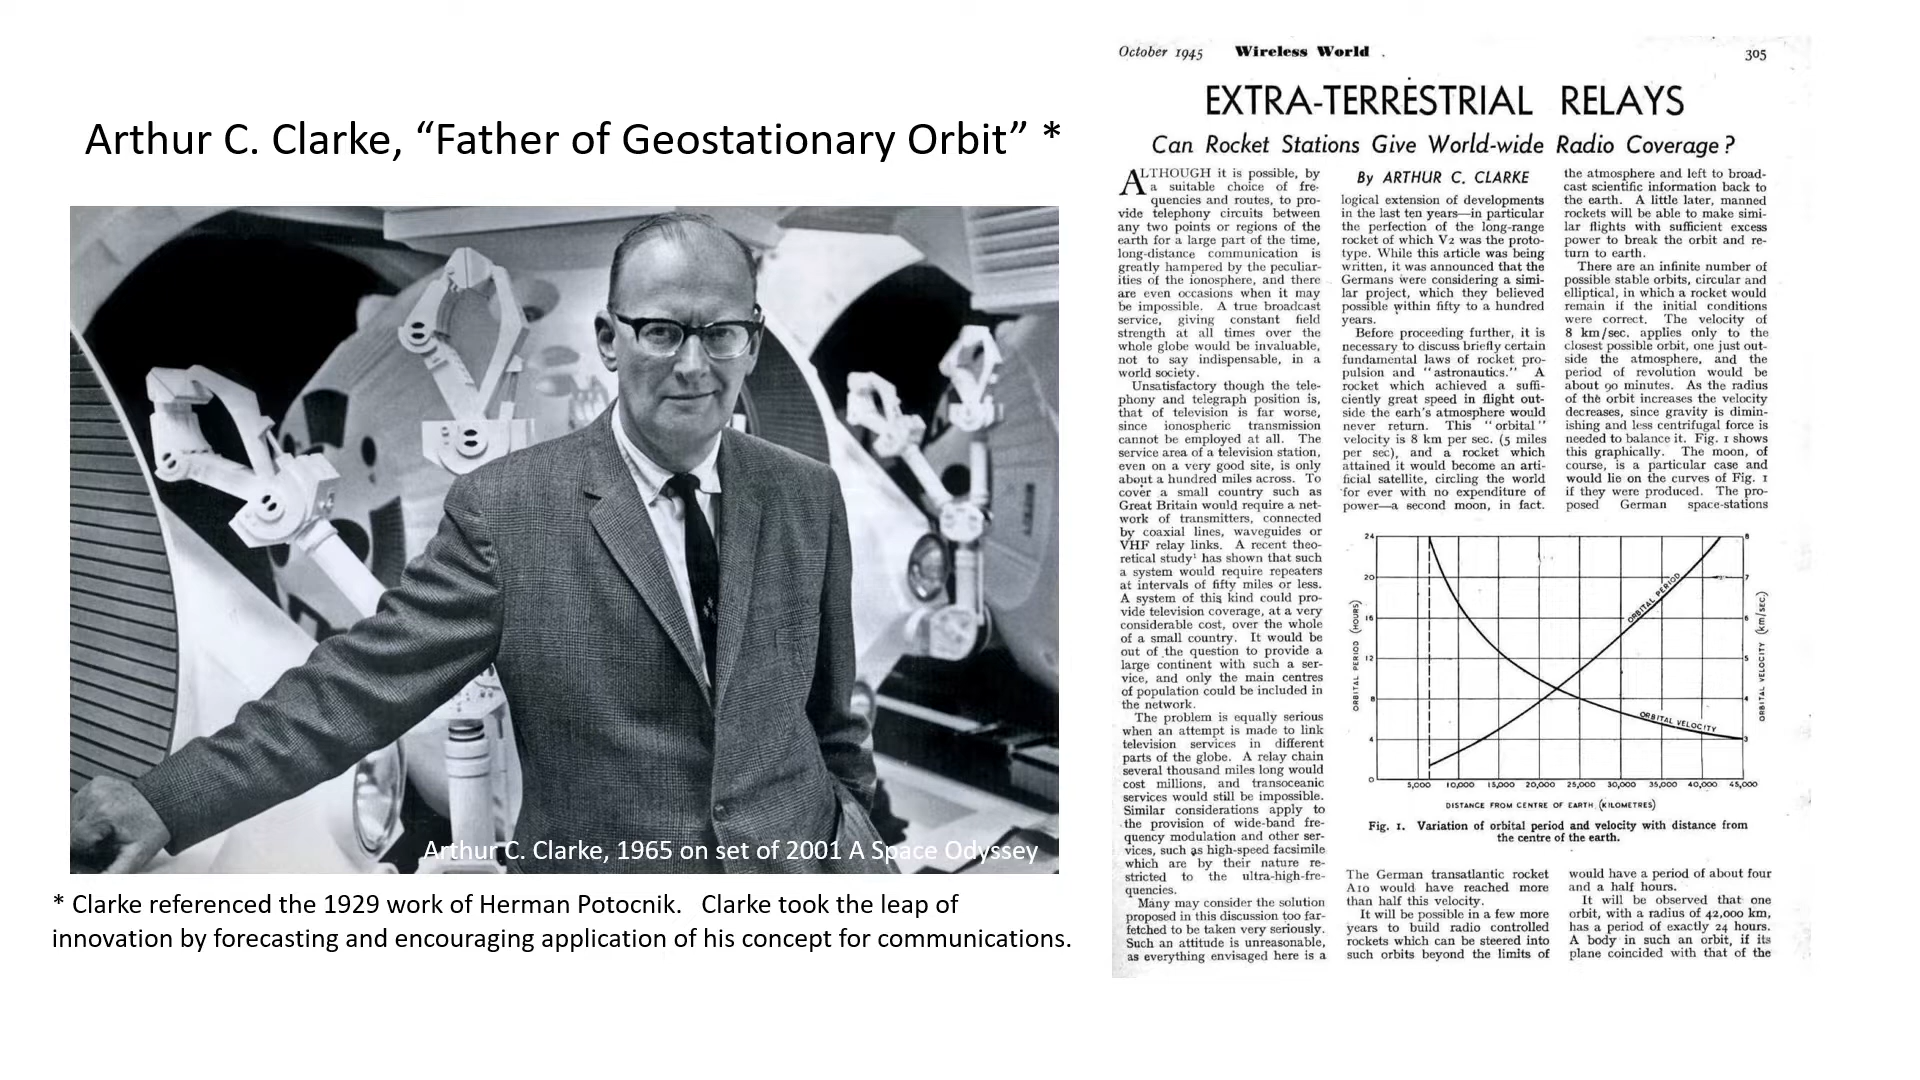 Arthur C. Clarke, “Father of Geostationary Orbit” *
Arthur C. Clarke, 1965 on set of 2001 A Space Odyssey
* Clarke referenced the 1929 work of Herman Potocnik.   Clarke took the leap of
innovation by forecasting and encouraging application of his concept for communications.
October 1945 Wireless World 305
EXTRA-TERRESTRIAL RELAYS
Can Rocket Stations Give World-wide Radio Coverage?
By ARTHUR C. CLARKE
ALTHOUGH it is possible, by
a suitable choice of fre-
quencies and routes, to pro-
vide telephony circuits between
any two points or regions of the
earth for a large part of the time,
long-distance communication is
greatly hampered by the peculiar-
ities of the ionosphere, and there
are even occasions when it may
be impossible. A true broadcast
service, giving constant field
strength at all times over the
whole globe would be invaluable,
not to say indispensable, in a
world society.
Unsatisfactory though the tele-
phony and telegraph position is,
that of television is far worse,
since ionospheric transmission
cannot be employed at all. The
service area of a television station,
even on a very good site, is only
about a hundred miles across. To
cover a small country such as
Great Britain would require a net-
work of transmitters, connected
by coaxial lines, waveguides or
VHF relay links. A recent theo-
retical study¹ has shown that such
a system would require repeaters
at intervals of fifty miles or less.
A system of this kind could pro-
vide television coverage, at a very
considerable cost, over the whole
of a small country. It would be
out of the question to provide a
large continent with such a ser-
vice, and only the main centres
of population could be included in
the network.
The problem is equally serious
when an attempt is made to link
television services in different
parts of the globe. A relay chain
several thousand miles long would
cost millions, and transoceanic
services would still be impossible.
Similar considerations apply to
the provision of wide-band fre-
quency modulation and other ser-
vices, such as high-speed facsimile
which are by their nature re-
stricted to the ultra-high-fre-
quencies.
Many may consider the solution
proposed in this discussion too far-
fetched to be taken very seriously.
Such an attitude is unreasonable,
as everything envisaged here is a
logical extension of developments
in the last ten years—in particular
the perfection of the long-range
rocket of which V2 was the proto-
type. While this article was being
written, it was announced that the
Germans were considering a simi-
lar project, which they believed
possible within fifty to a hundred
years.
Before proceeding further, it is
necessary to discuss briefly certain
fundamental laws of rocket pro-
pulsion and “astronautics.” A
rocket which achieved a suffi-
ciently great speed in flight out-
side the earh's atmosphere would
never return. This “orbital”
velocity is 8 km per sec. (5 miles
per sec), and a rocket which
attained it would become an arti-
ficial satellite, circling the world
for ever with no expenditure of
power—a second moon, in fact.
the atmosphere and left to broad-
cast scientific information back to
the earth. A little later, manned
rockets will be able to make simi-
lar flights with sufficient excess
power to break the orbit and re-
turn to earth.
There are an infinite number of
possible stable orbits, circular and
elliptical, in which a rocket would
remain if the initial conditions
were correct. The velocity of
8 km/sec. applies only to the
closest possible orbit, one just out-
side the atmosphere, and the
period of revolution would be
about 90 minutes. As the radius
of the orbit increases the velocity
decreases, since gravity is dimin-
ishing and less centrifugal force is
needed to balance it. Fig. 1 shows
this graphically. The moon, of
course, is a particular case and
would lie on the curves of Fig. 1
if they were produced. The pro-
posed German space-stations
24
20
16
12
8
4
0
ORBITAL PERIOD (HOURS)
ORBITAL PERIOD
ORBITAL VELOCITY
8
7
6
5
4
3
ORBITAL VELOCITY (KM/SEC.)
5,000 10,000 15,000 20,000 25,000 30,000 35,000 40,000 45,000
DISTANCE FROM CENTRE OF EARTH (KILOMETRES)
Fig. 1. Variation of orbital period and velocity with distance from
the centre of the earth.
The German transatlantic rocket
A10 would have reached more
than half this velocity.
It will be possible in a few more
years to build radio controlled
rockets which can be steered into
such orbits beyond the limits of
would have a period of about four
and a half hours.
It will be observed that one
orbit, with a radius of 42,000 km,
has a period of exactly 24 hours.
A body in such an orbit, if its
plane coincided with that of the